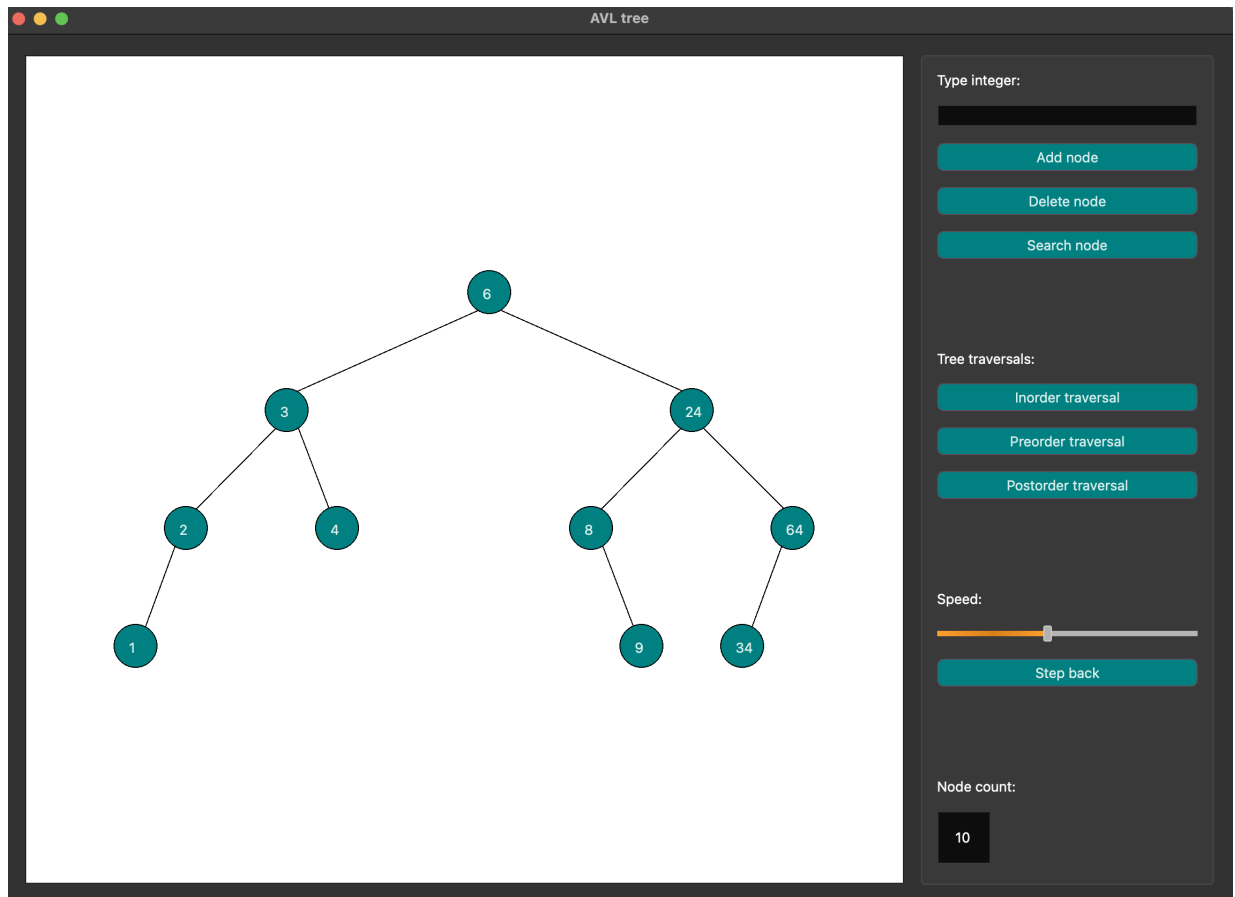 AVL tree
6
3
24
2
4
8
64
1
9
34
Type integer:
Add node
Delete node
Search node
Tree traversals:
Inorder traversal
Preorder traversal
Postorder traversal
Speed:
Step back
Node count:
10